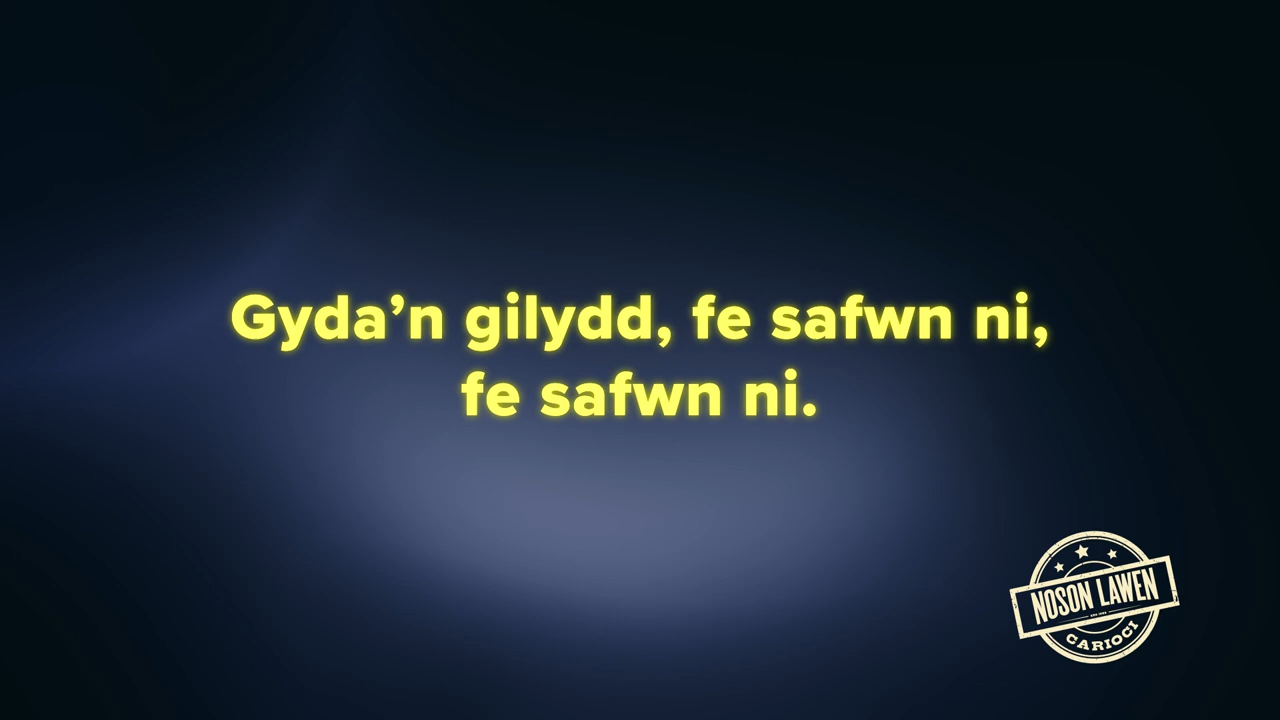 Gyda’n gilydd, fe safwn ni,
fe safwn ni.
NOSON LAWEN
CARIOCI